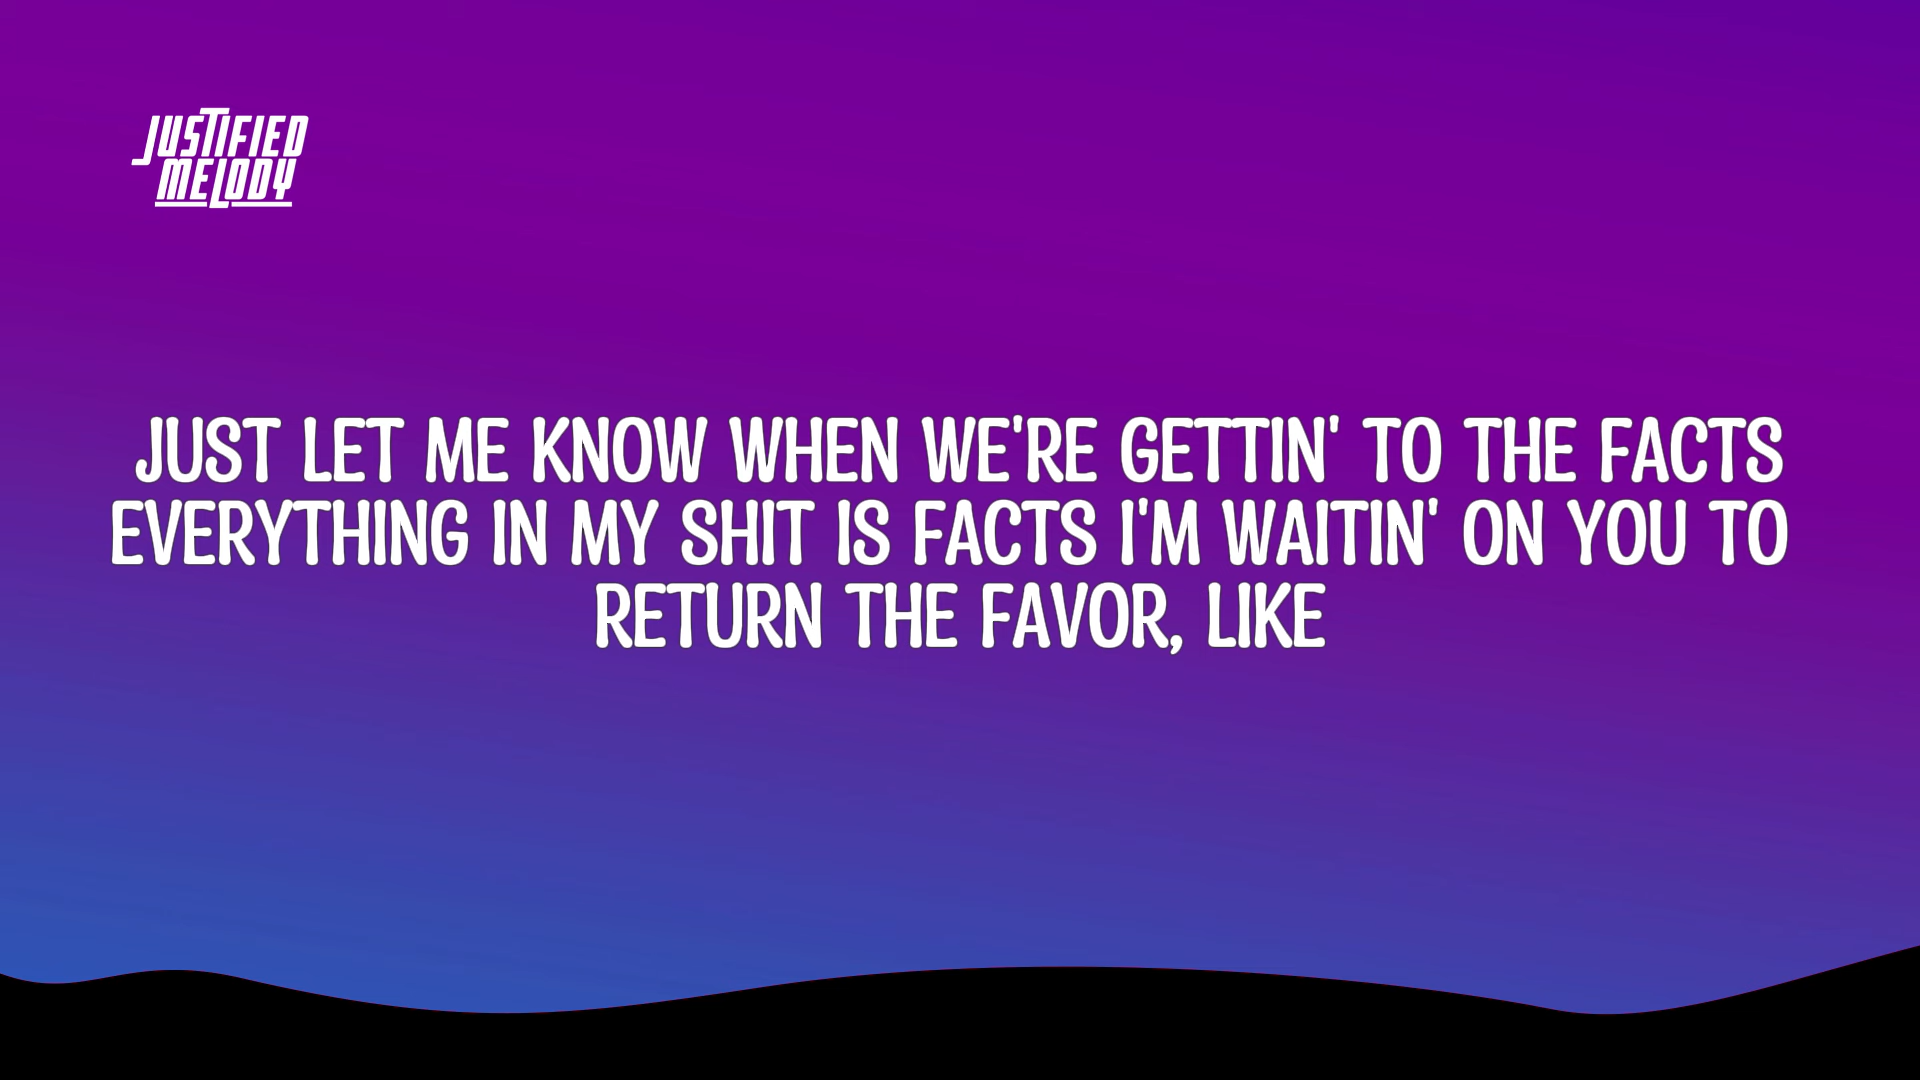 JUSTIFIED
MELODY
JUST LET ME KNOW WHEN WE'RE GETTIN' TO THE FACTS
EVERYTHING IN MY SHIT IS FACTS I'M WAITIN' ON YOU TO
RETURN THE FAVOR, LIKE